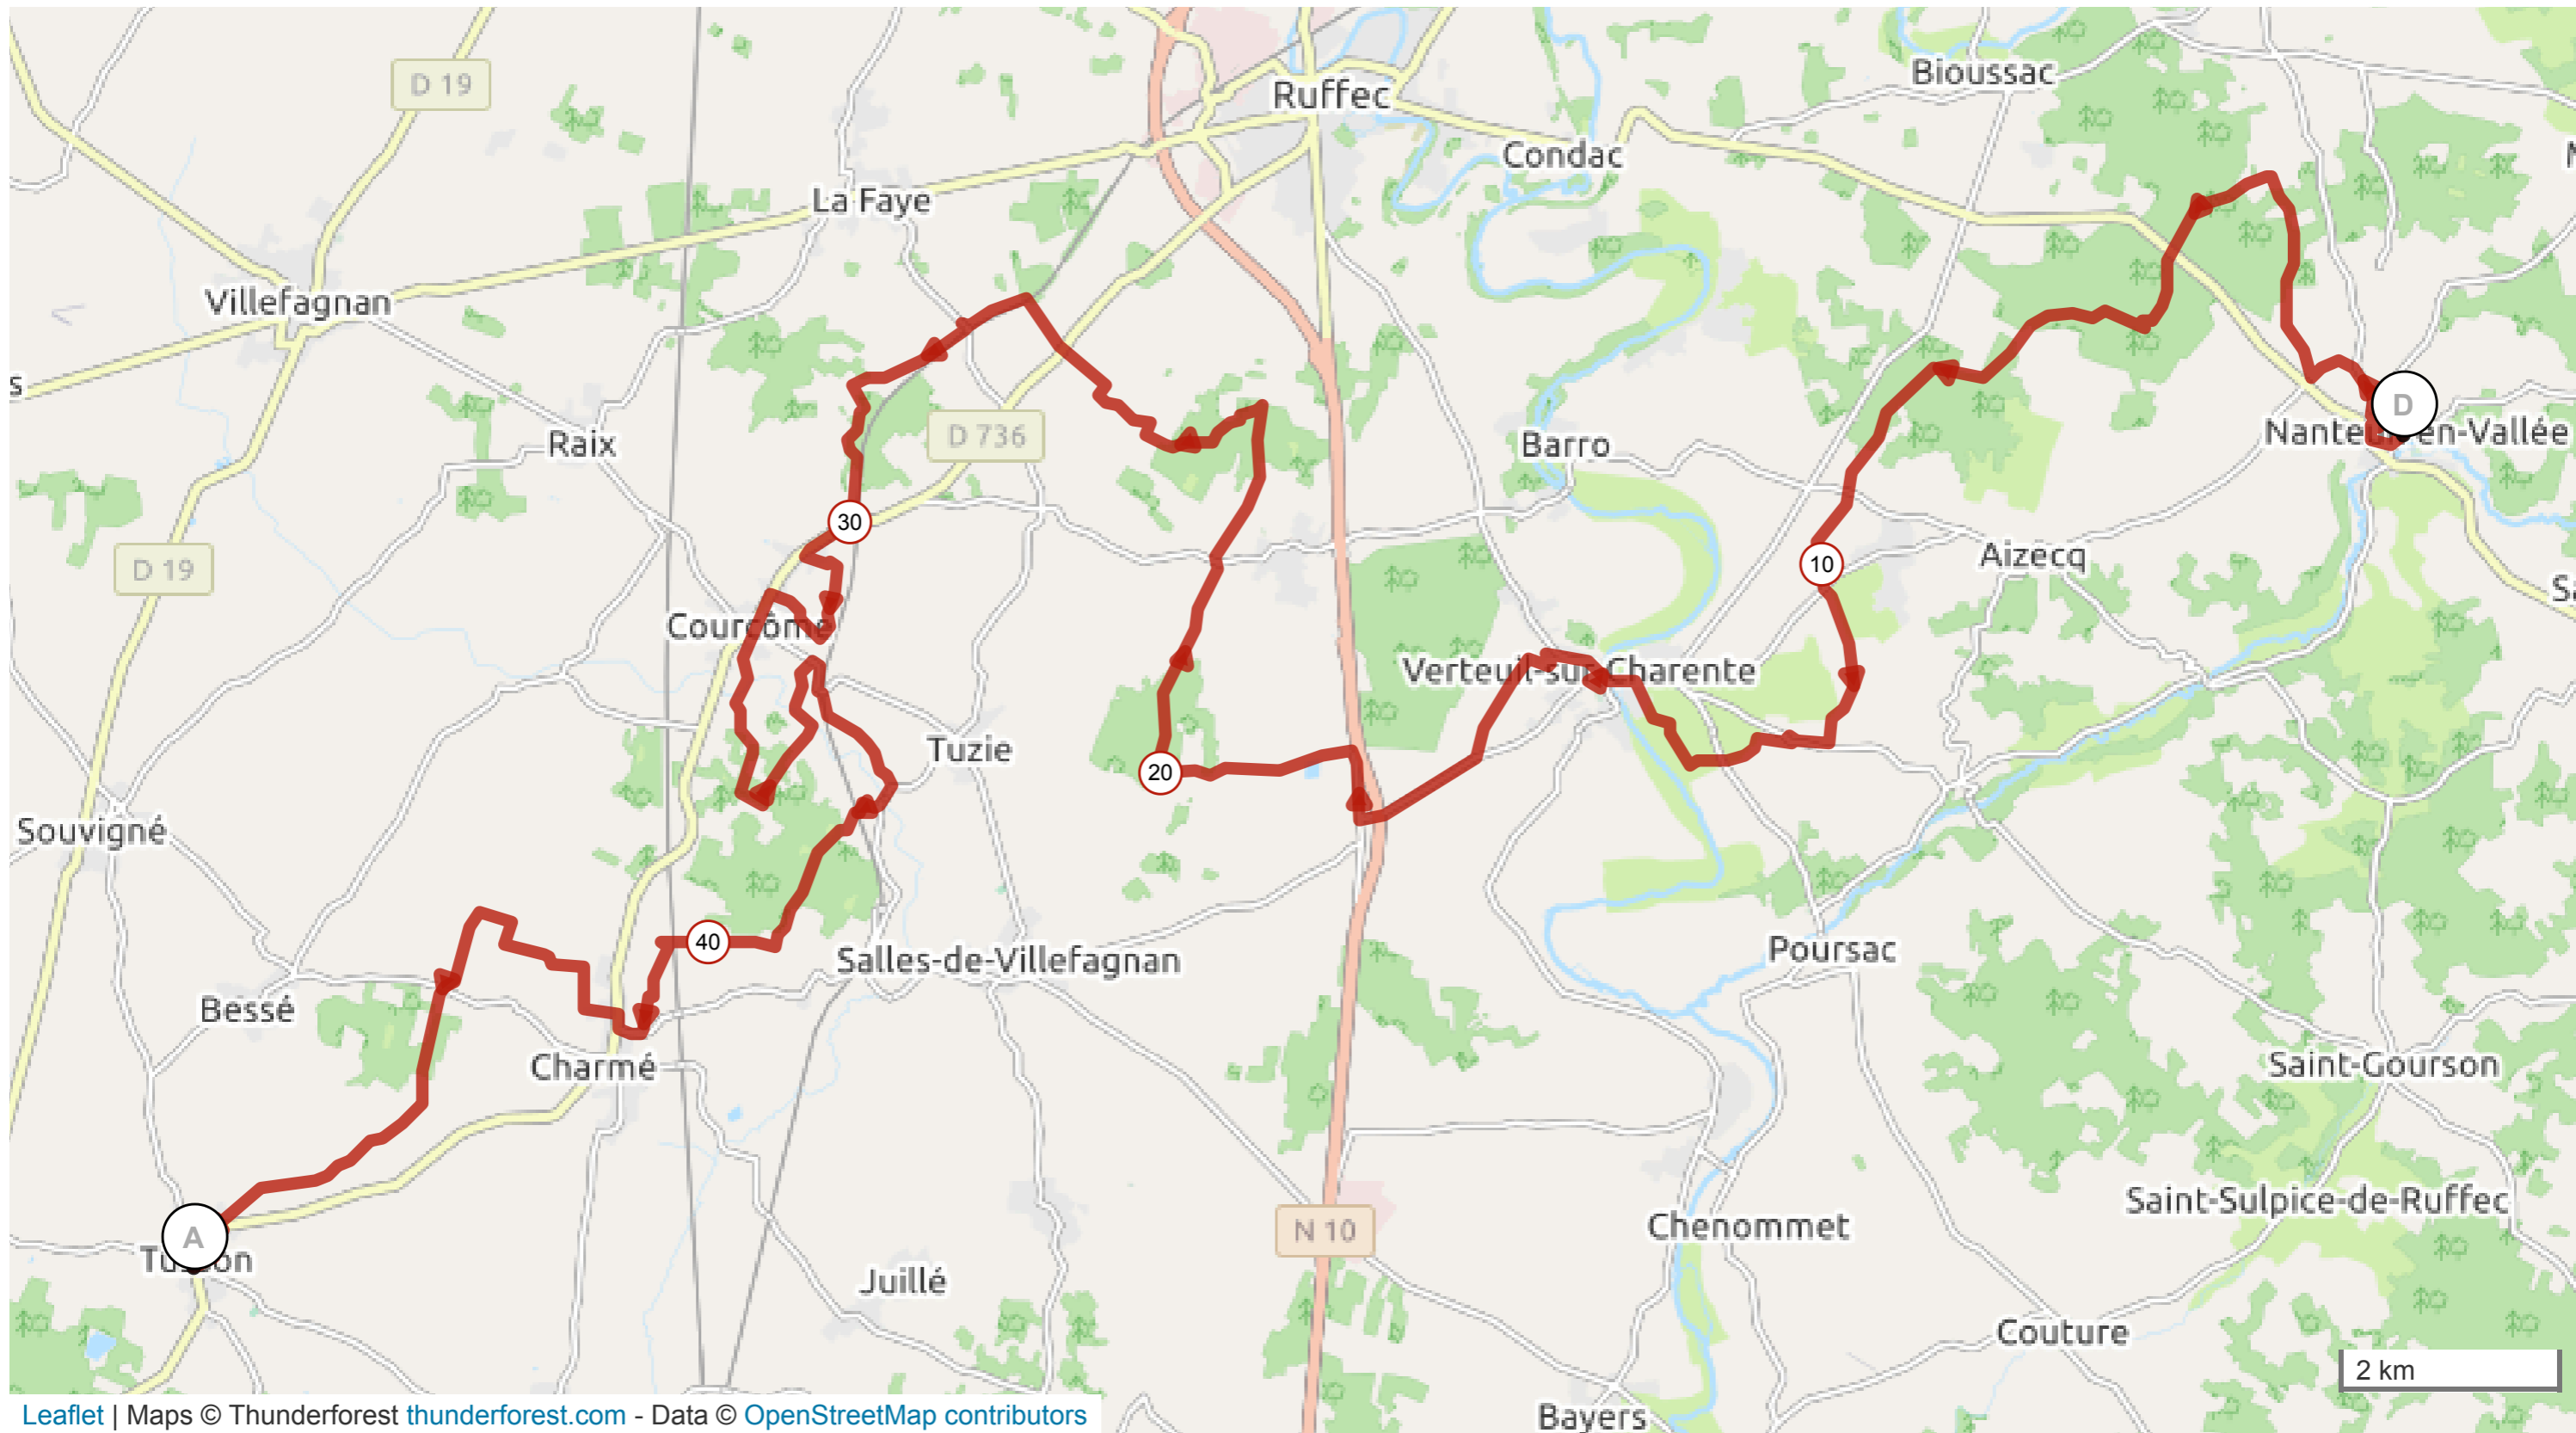 Bioussac
D 19
Ruffec
Condac
La Faye
Villefagnan
D
D 736
Raix
Barro
Nanteuil-en-Vallée
30
10
Aizecq
D 19
Courcôme
Verteuil-sur-Charente
Tuzie
20
Souvigné
40
Poursac
Salles-de-Villefagnan
Bessé
Charmé
Saint-Gourson
Saint-Sulpice-de-Ruffec
Chenommet
N 10
A
Tusson
Juillé
Couture
2 km
Bayers
Leaflet | Maps © Thunderforest thunderforest.com - Data © OpenStreetMap contributors